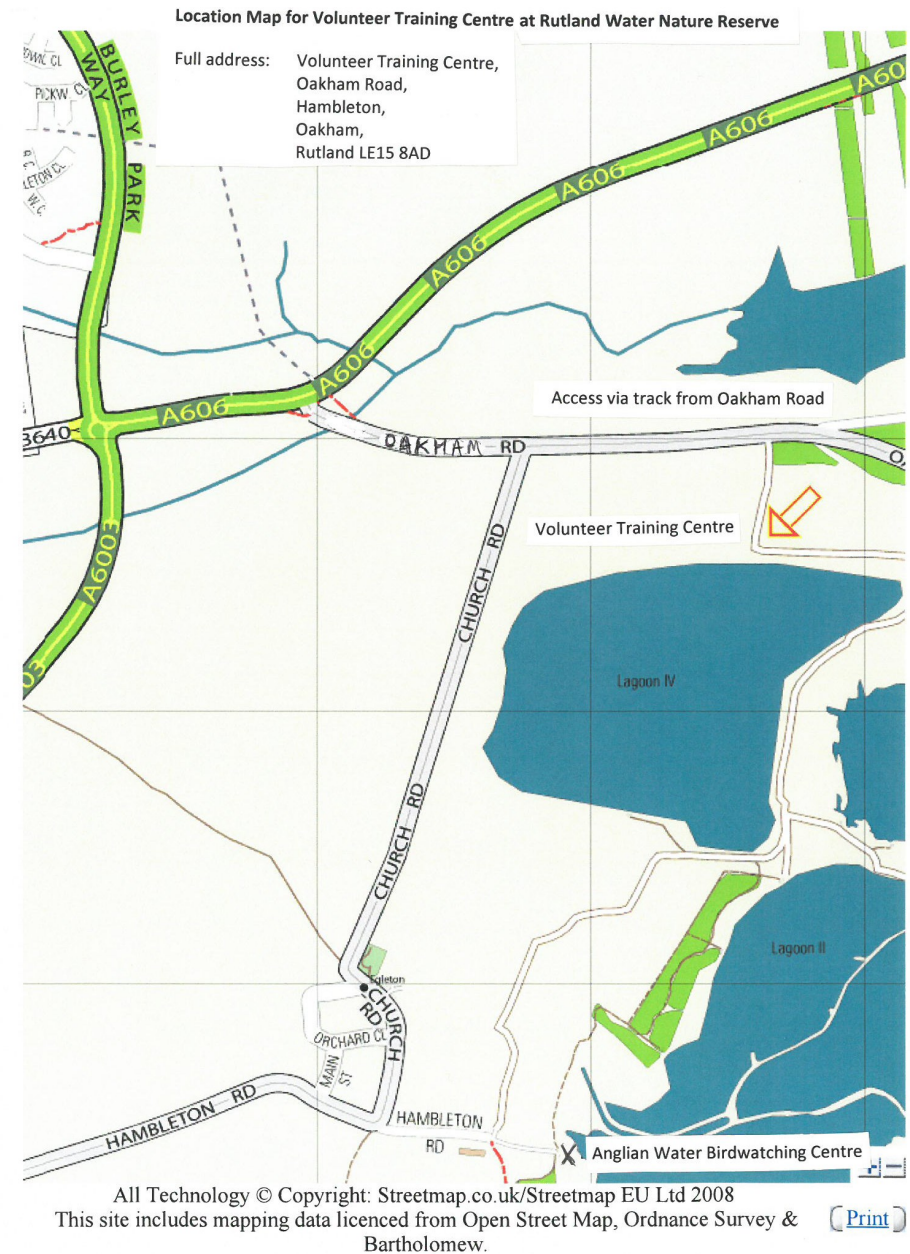 Location Map for Volunteer Training Centre at Rutland Water Nature Reserve
Full address: Volunteer Training Centre,
Oakham Road,
Hambleton,
Oakham,
Rutland LE15 8AD
BURLEY
WAY
PARK
PICKW. CL
W.C.
A606
A606
A606
A606
A606
A606
Access via track from Oakham Road
OAKHAM RD
Volunteer Training Centre
A6003
CHURCH RD
Lagoon IV
CHURCH RD
Lagoon II
Egleton
CHURCH
RD
ORCHARD CL
MAIN
ST
HAMBLETON RD
HAMBLETON
RD
X Anglian Water Birdwatching Centre
All Technology © Copyright: Streetmap.co.uk/Streetmap EU Ltd 2008
This site includes mapping data licenced from Open Street Map, Ordnance Survey &
Bartholomew.
Print